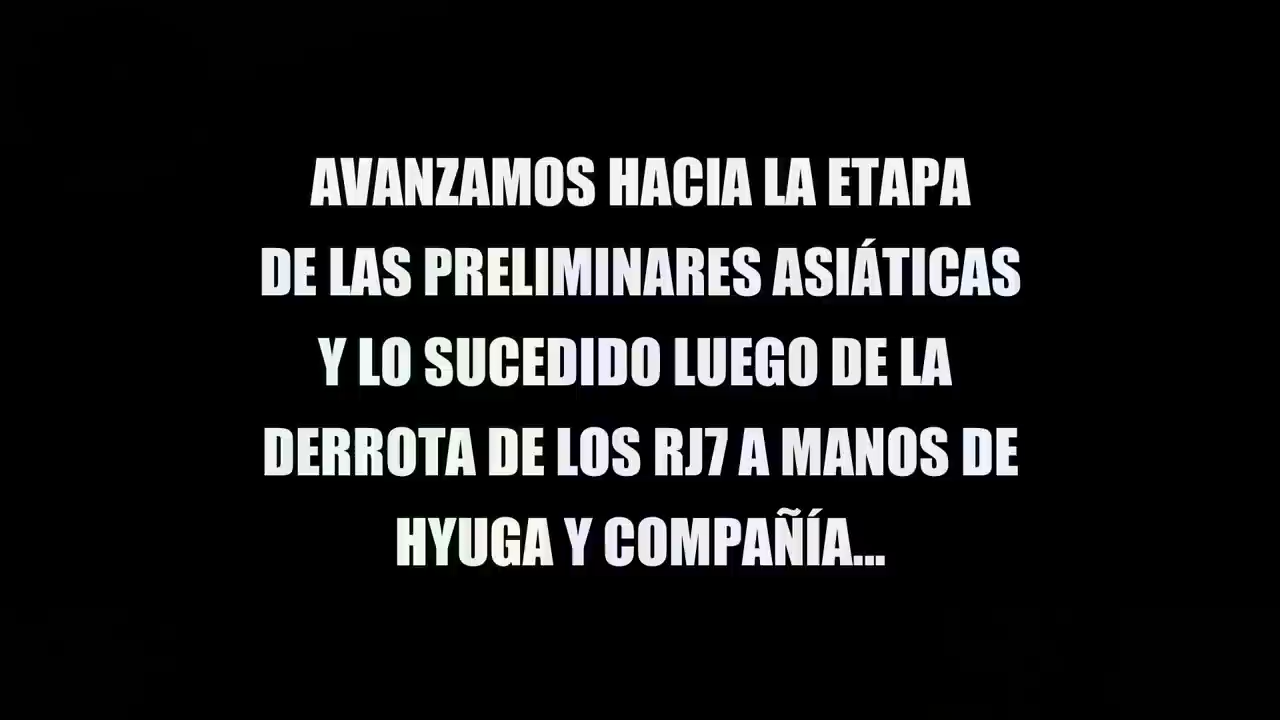 AVANZAMOS HACIA LA ETAPA
DE LAS PRELIMINARES ASIÁTICAS
Y LO SUCEDIDO LUEGO DE LA
DERROTA DE LOS RJ7 A MANOS DE
HYUGA Y COMPAÑÍA...